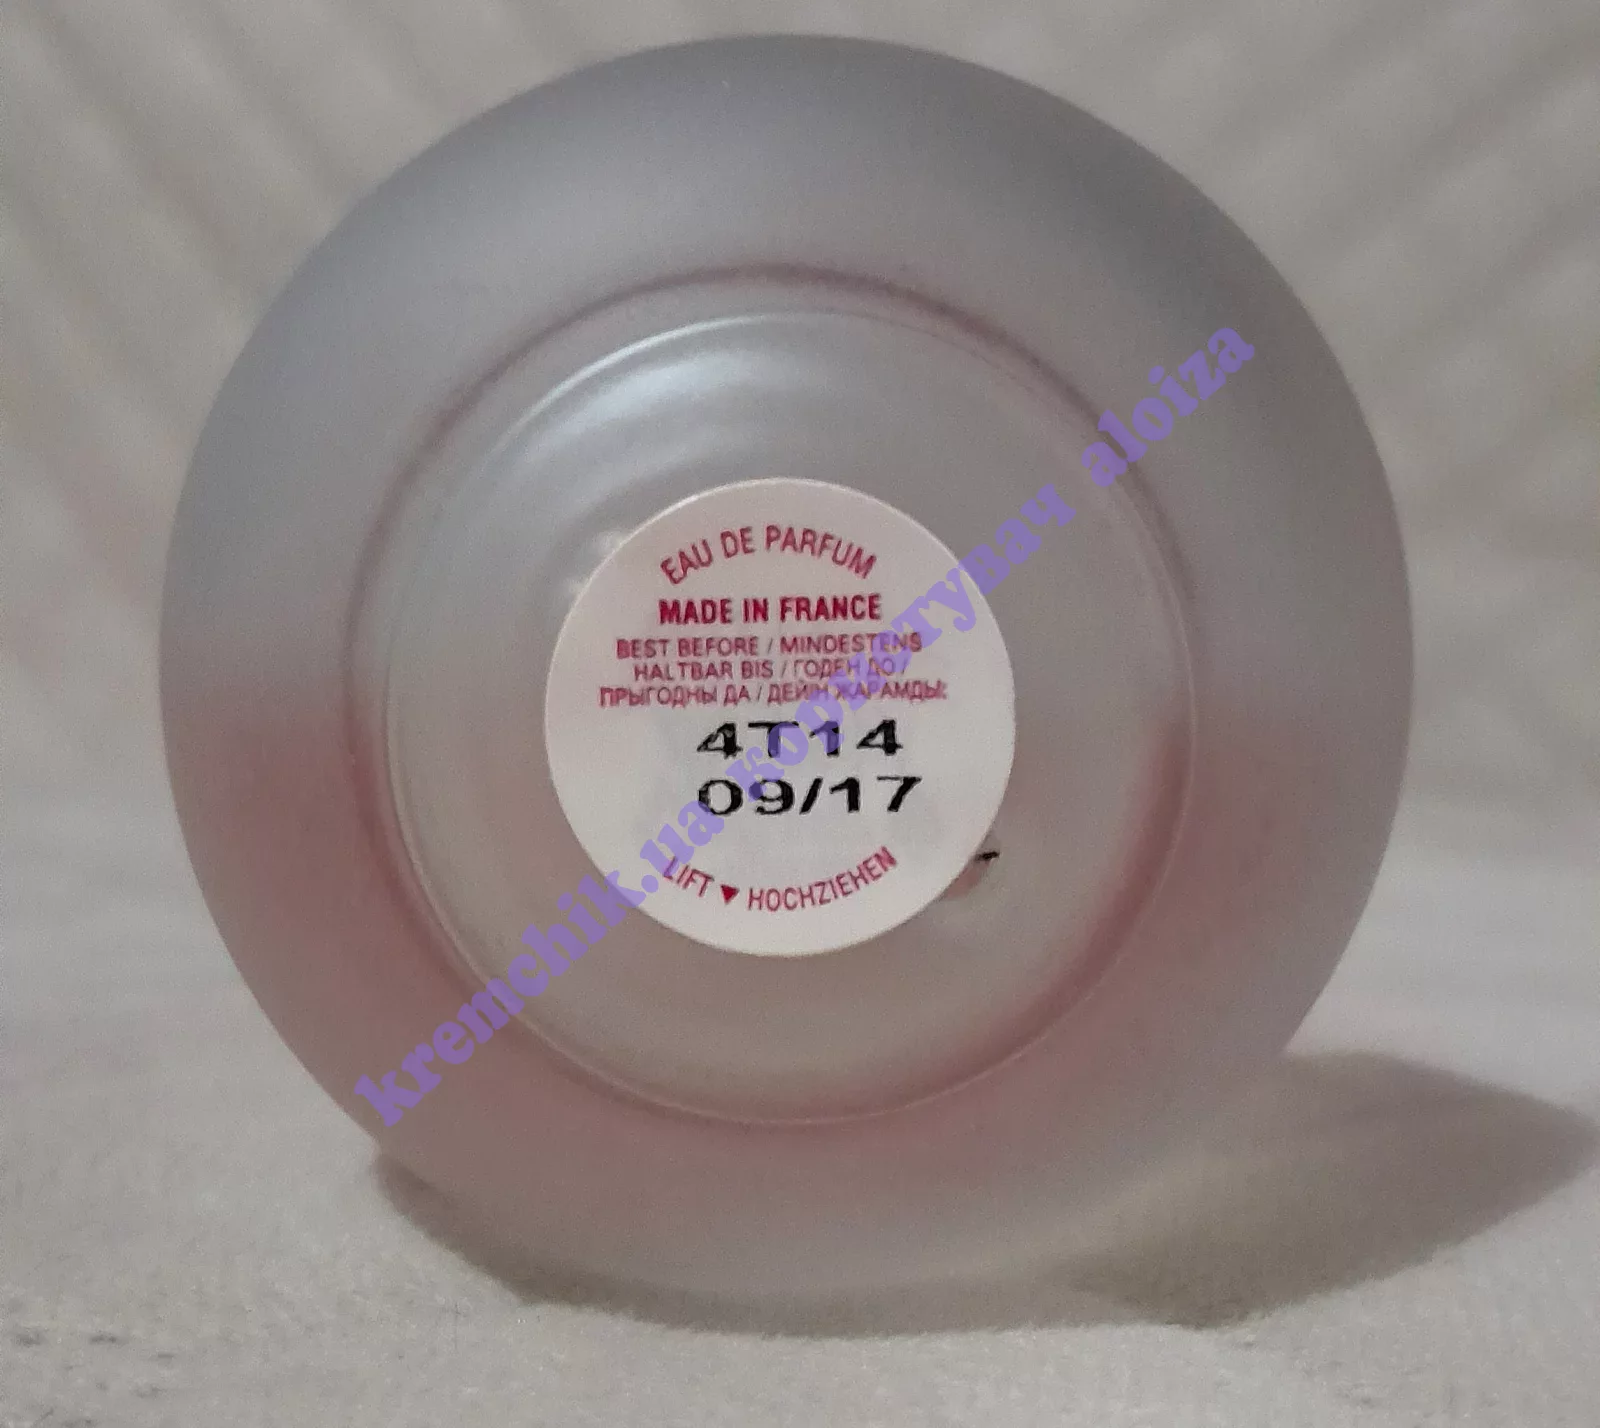 EAU DE PARFUM
MADE IN FRANCE
BEST BEFORE / MINDESTENS
HALTBAR BIS / ГОДЕН ДО /
ПРЫГОДНЫ ДА / ДЕЙІН ЖАРАМДЫ:
4T14
09/17
LIFT ▼ HOCHZIEHEN
kremchik.ua користувач aloiza